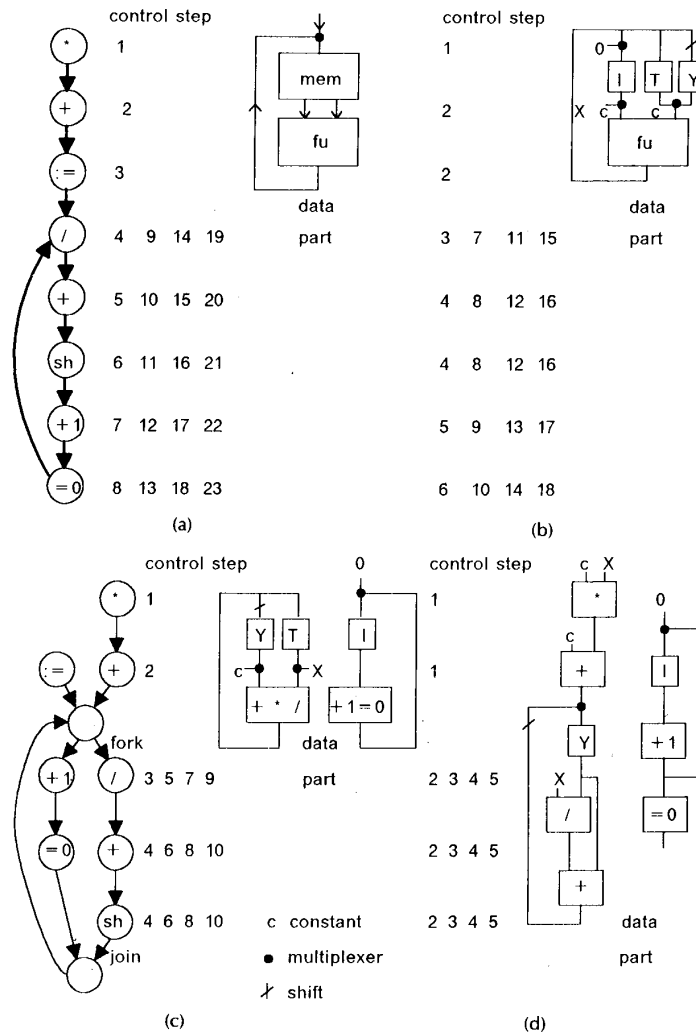 control step
* 1
mem
+ 2
fu
:= 3
data
part
/ 4 9 14 19
+ 5 10 15 20
sh 6 11 16 21
+1 7 12 17 22
=0 8 13 18 23
(a)
control step
1
0
I T Y
2
X c c
fu
2
data
part
3 7 11 15
4 8 12 16
4 8 12 16
5 9 13 17
6 10 14 18
(b)
control step
* 1
0
Y T I
:= + 2
c X
+ * / +1=0
fork
data
part
+1 / 3 5 7 9
=0 + 4 6 8 10
sh 4 6 8 10
join
c constant
multiplexer
shift
(c)
control step
c X
1
*
0
c
1
+
I
Y
+1
2 3 4 5
X
/
=0
2 3 4 5
+
2 3 4 5
data
part
(d)